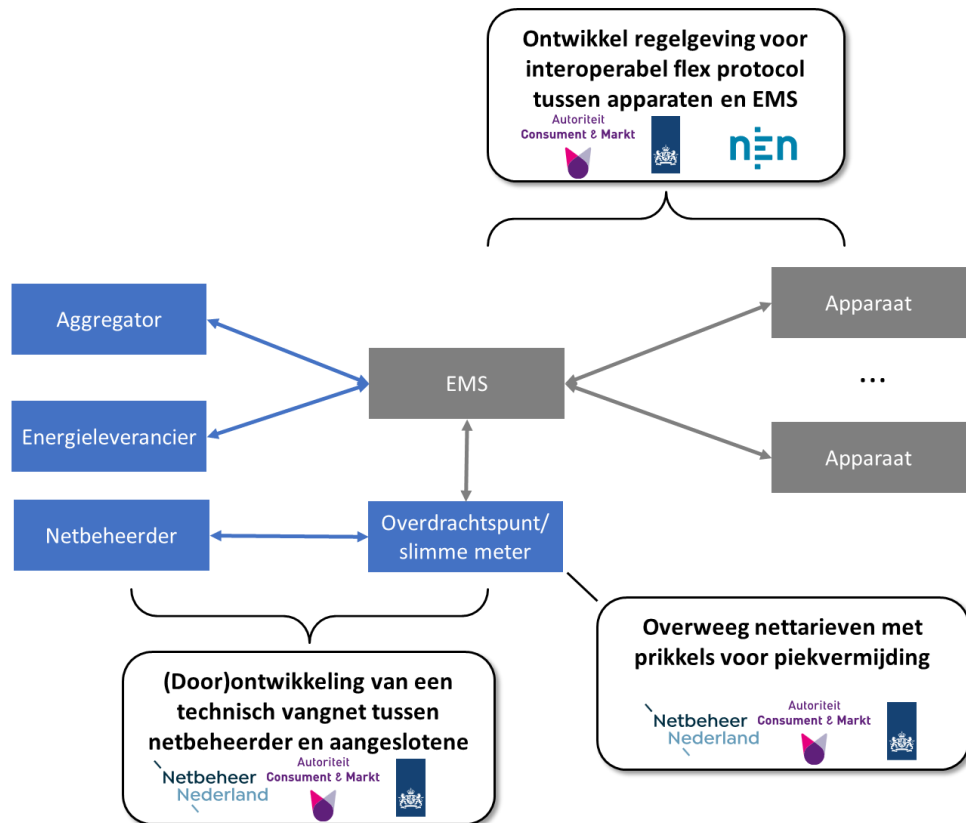 Ontwikkel regelgeving voor
interoperabel flex protocol
tussen apparaten en EMS
Autoriteit
Consument & Markt
nen
Aggregator
Apparaat
EMS
...
Energieleverancier
Apparaat
Netbeheerder
Overdrachtspunt/
slimme meter
(Door)ontwikkeling van een
technisch vangnet tussen
netbeheerder en aangeslotene
Netbeheer
Nederland
Autoriteit
Consument & Markt
Overweeg nettarieven met
prikkels voor piekvermijding
Netbeheer
Nederland
Autoriteit
Consument & Markt